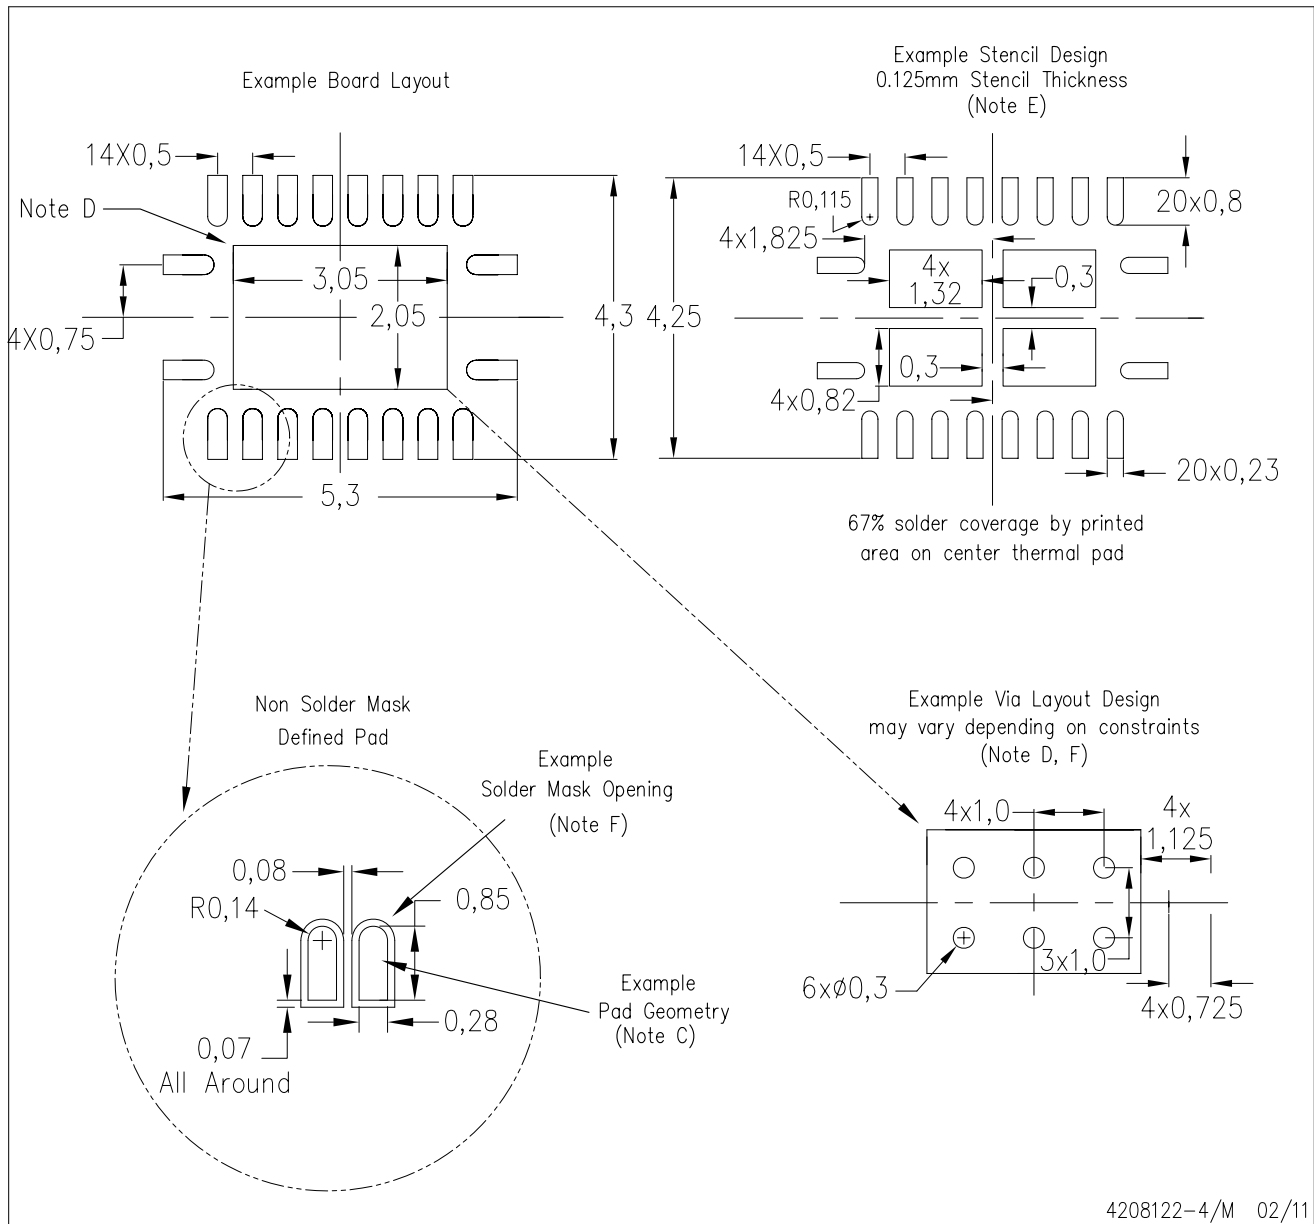 Example Board Layout
14X0,5
Note D
3,05
2,05
4,3
4X0,75
5,3
Example Stencil Design
0.125mm Stencil Thickness
(Note E)
14X0,5
R0,115
20x0,8
4x1,825
4x
1,32
0,3
4,25
0,3
4x0,82
20x0,23
67% solder coverage by printed
area on center thermal pad
Non Solder Mask
Defined Pad
Example
Solder Mask Opening
(Note F)
0,08
R0,14
0,85
Example
Pad Geometry
(Note C)
0,28
0,07
All Around
Example Via Layout Design
may vary depending on constraints
(Note D, F)
4x1,0
4x
1,125
3x1,0
6xø0,3
4x0,725
4208122-4/M 02/11